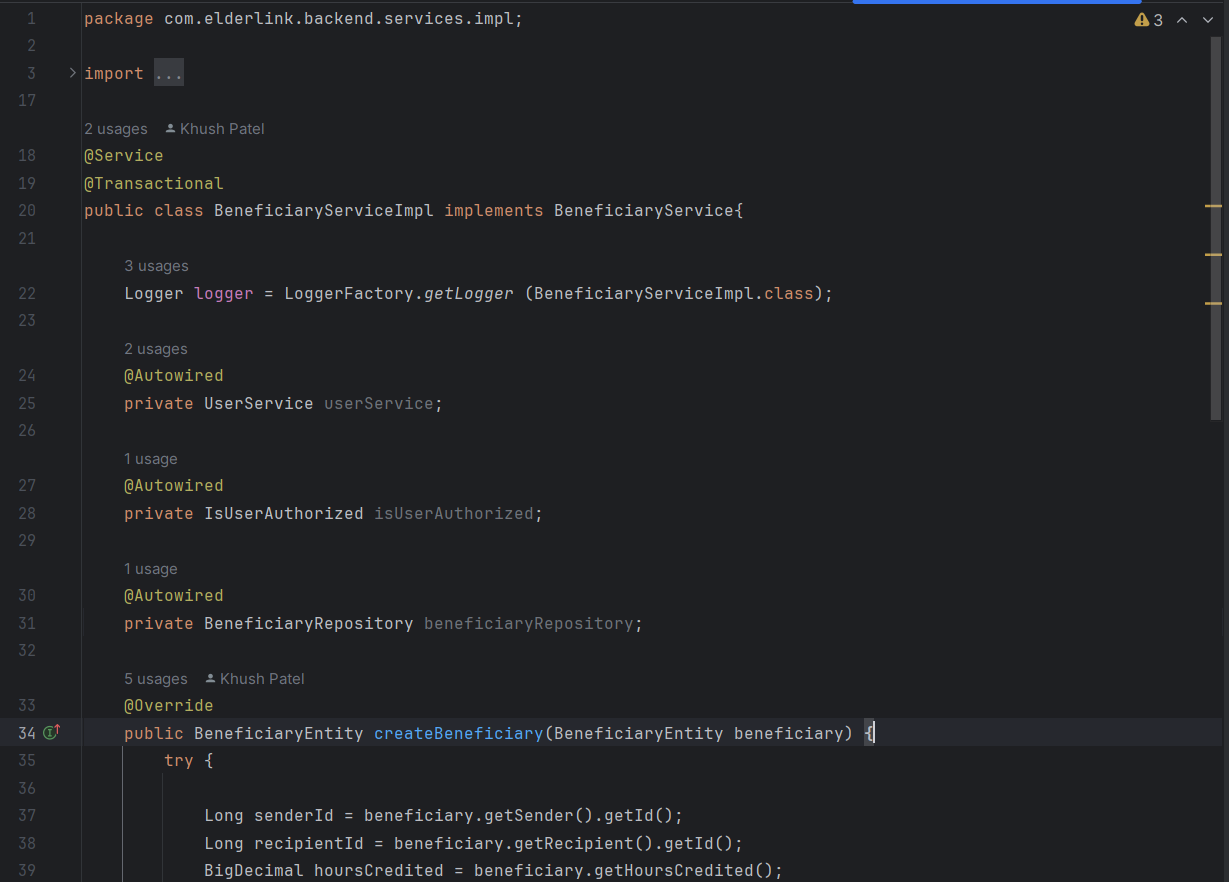 1 package com.elderlink.backend.services.impl; 3
2
3 import ...
17
2 usages Khush Patel
18 @Service
19 @Transactional
20 public class BeneficiaryServiceImpl implements BeneficiaryService{
21
3 usages
22 Logger logger = LoggerFactory.getLogger (BeneficiaryServiceImpl.class);
23
2 usages
24 @Autowired
25 private UserService userService;
26
1 usage
27 @Autowired
28 private IsUserAuthorized isUserAuthorized;
29
1 usage
30 @Autowired
31 private BeneficiaryRepository beneficiaryRepository;
32
5 usages Khush Patel
33 @Override
34 public BeneficiaryEntity createBeneficiary(BeneficiaryEntity beneficiary) {
35 try {
36
37 Long senderId = beneficiary.getSender().getId();
38 Long recipientId = beneficiary.getRecipient().getId();
39 BigDecimal hoursCredited = beneficiary.getHoursCredited();